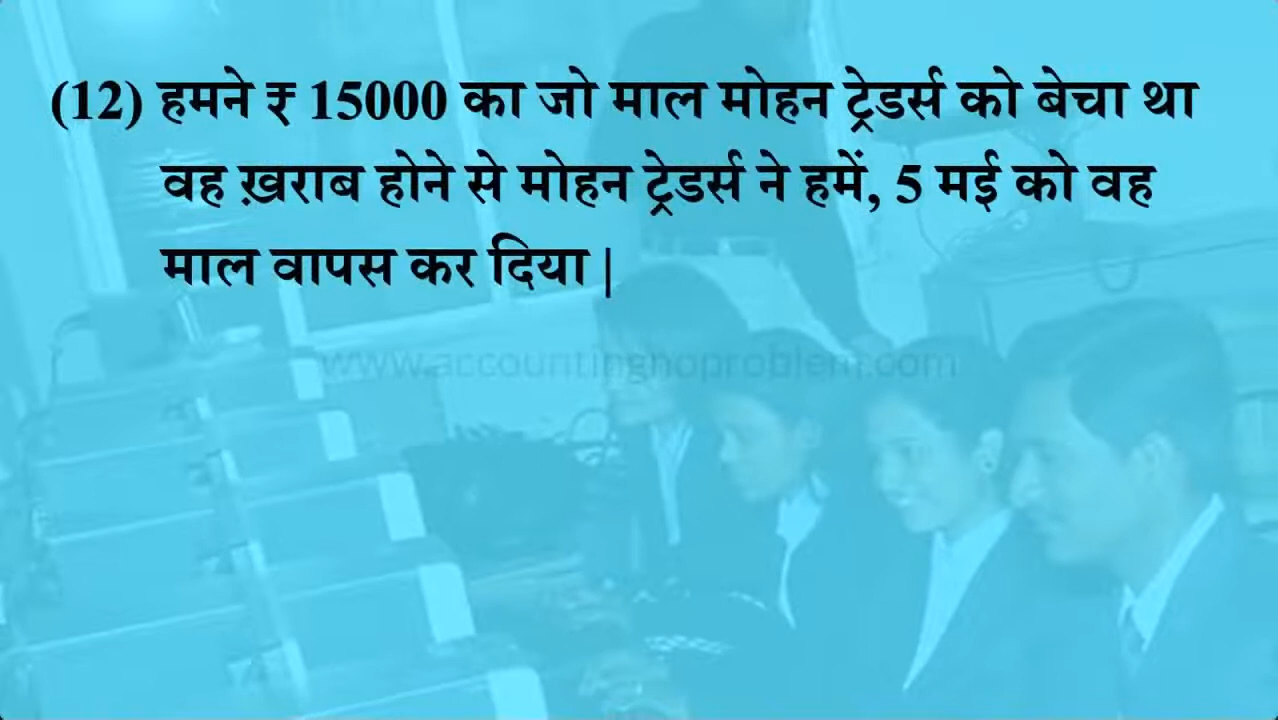 (12) हमने ₹ 15000 का जो माल मोहन ट्रेडर्स को बेचा था
वह ख़राब होने से मोहन ट्रेडर्स ने हमें, 5 मई को वह
माल वापस कर दिया |
www.accountingnoproblem.com